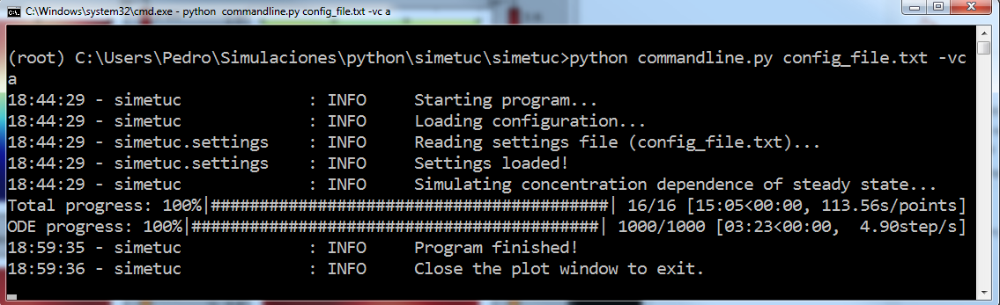 C:\Windows\system32\cmd.exe - python  commandline.py config_file.txt -vc a
(root) C:\Users\Pedro\Simulaciones\python\simetuc\simetuc>python commandline.py config_file.txt -vc
a
18:44:29 - simetuc             : INFO     Starting program...
18:44:29 - simetuc             : INFO     Loading configuration...
18:44:29 - simetuc.settings    : INFO     Reading settings file (config_file.txt)...
18:44:29 - simetuc.settings    : INFO     Settings loaded!
18:44:29 - simetuc             : INFO     Simulating concentration dependence of steady state...
Total progress: 100%|##########################################| 16/16 [15:05<00:00, 113.56s/points]
ODE progress: 100%|###########################################| 1000/1000 [03:23<00:00,  4.90step/s]
18:59:35 - simetuc             : INFO     Program finished!
18:59:36 - simetuc             : INFO     Close the plot window to exit.